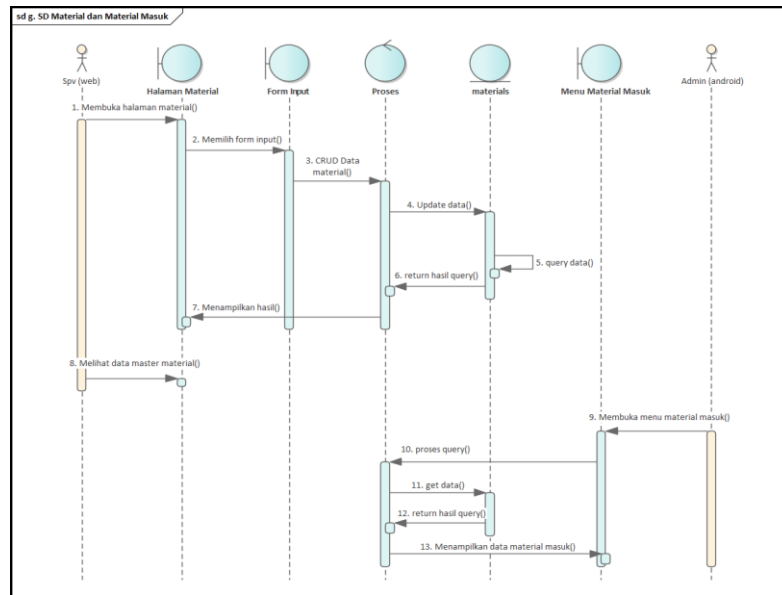 sd g. SD Material dan Material Masuk
Spv (web)
Halaman Material
Form Input
Proses
materials
Menu Material Masuk
Admin (android)
1. Membuka halaman material()
2. Memilih form input()
3. CRUD Data
material()
4. Update data()
5. query data()
6. return hasil query()
7. Menampilkan hasil()
8. Melihat data master material()
9. Membuka menu material masuk()
10. proses query()
11. get data()
12. return hasil query()
13. Menampilkan data material masuk()